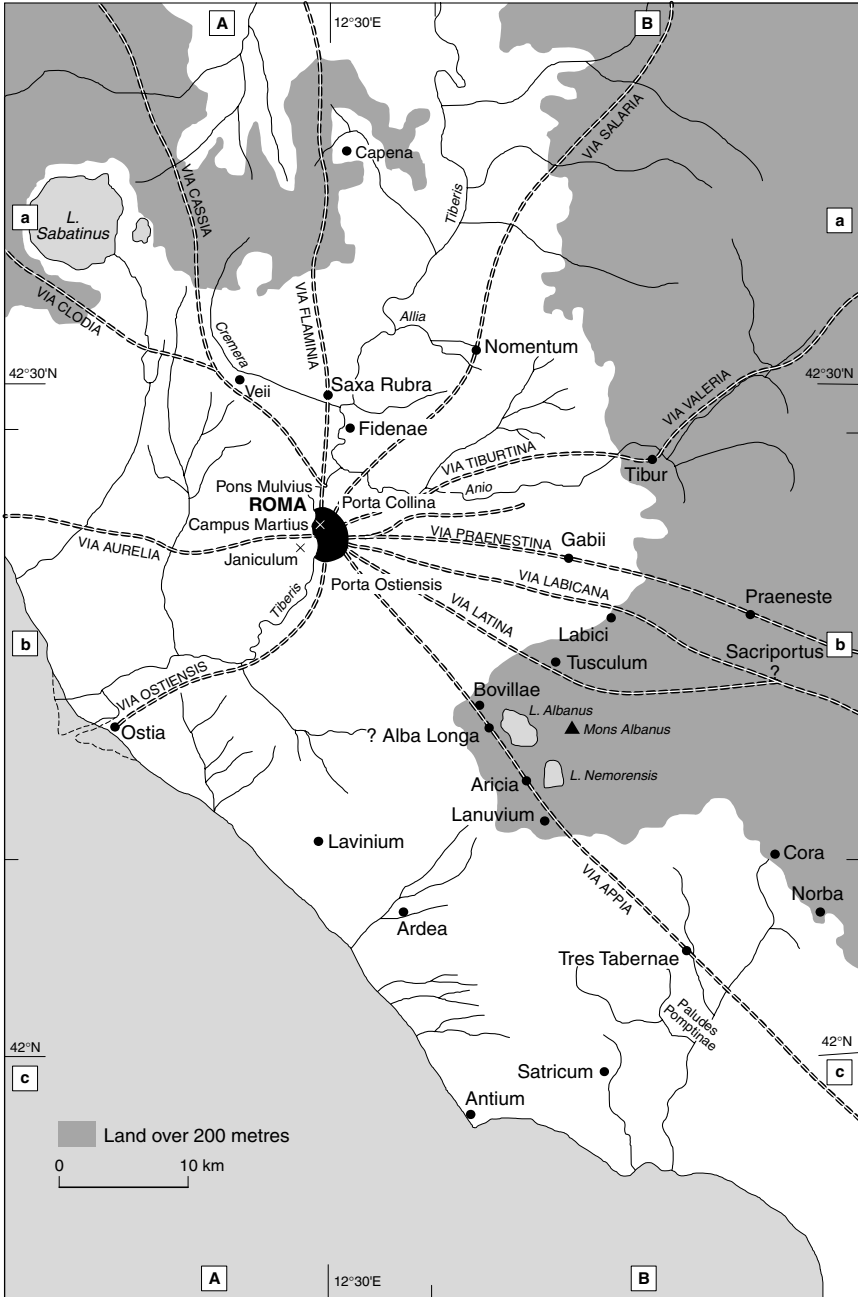 A
12°30'E
B
VIA SALARIA
Capena
VIA CASSIA
Tiberis
a
L.
Sabatinus
a
VIA FLAMINIA
VIA CLODIA
Cremera
Allia
Nomentum
42°30'N
42°30'N
Veii
Saxa Rubra
VIA VALERIA
Fidenae
VIA TIBURTINA
Tibur
Pons Mulvius
Anio
ROMA
Porta Collina
Campus Martius
VIA PRAENESTINA
Gabii
VIA AURELIA
Janiculum
Porta Ostiensis
VIA LABICANA
Tiberis
VIA LATINA
Praeneste
b
Labici
b
Sacriportus
?
Tusculum
VIA OSTIENSIS
Bovillae
L. Albanus
Ostia
? Alba Longa
Mons Albanus
Aricia
L. Nemorensis
Lanuvium
Lavinium
Cora
VIA APPIA
Norba
Ardea
Tres Tabernae
Paludes
Pomptinae
42°N
42°N
c
Satricum
c
Antium
Land over 200 metres
0
10 km
A
12°30'E
B